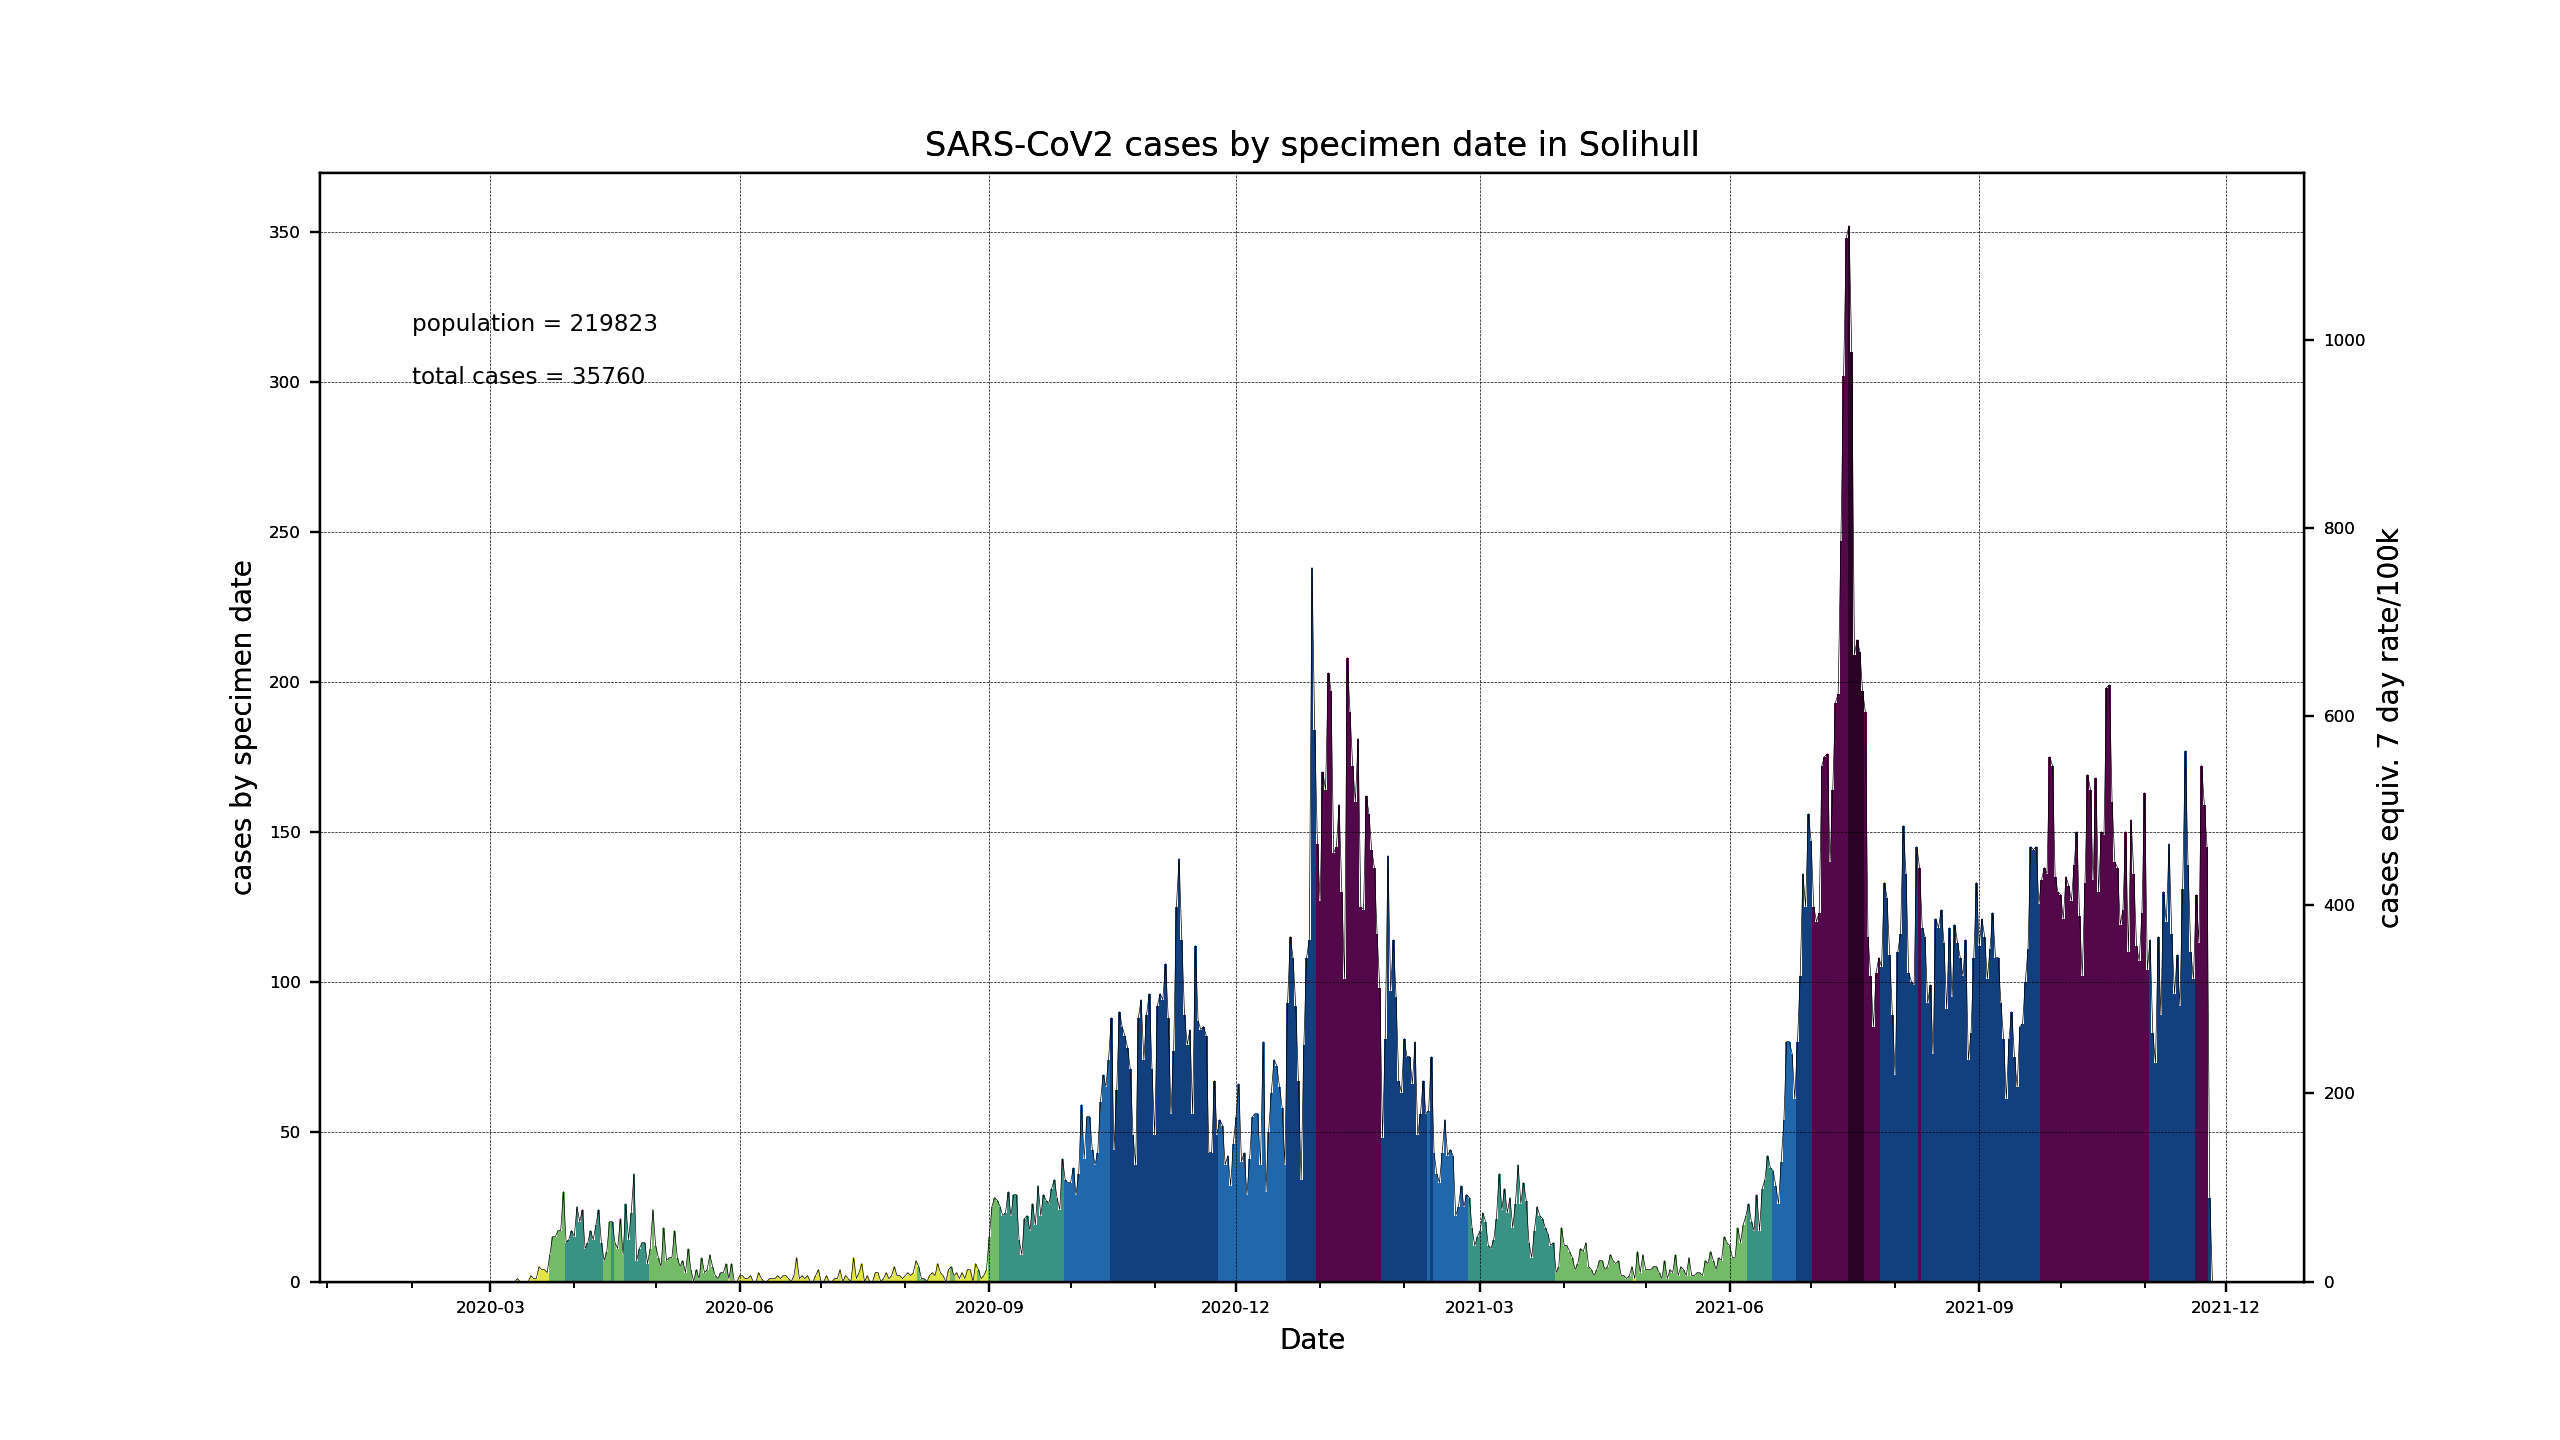 SARS-CoV2 cases by specimen date in Solihull
population = 219823
total cases = 35760
cases by specimen date
350
300
250
200
150
100
50
0
1000
800
600
400
200
0
cases equiv. 7 day rate/100k
2020-03 2020-06 2020-09 2020-12 2021-03 2021-06 2021-09 2021-12
Date